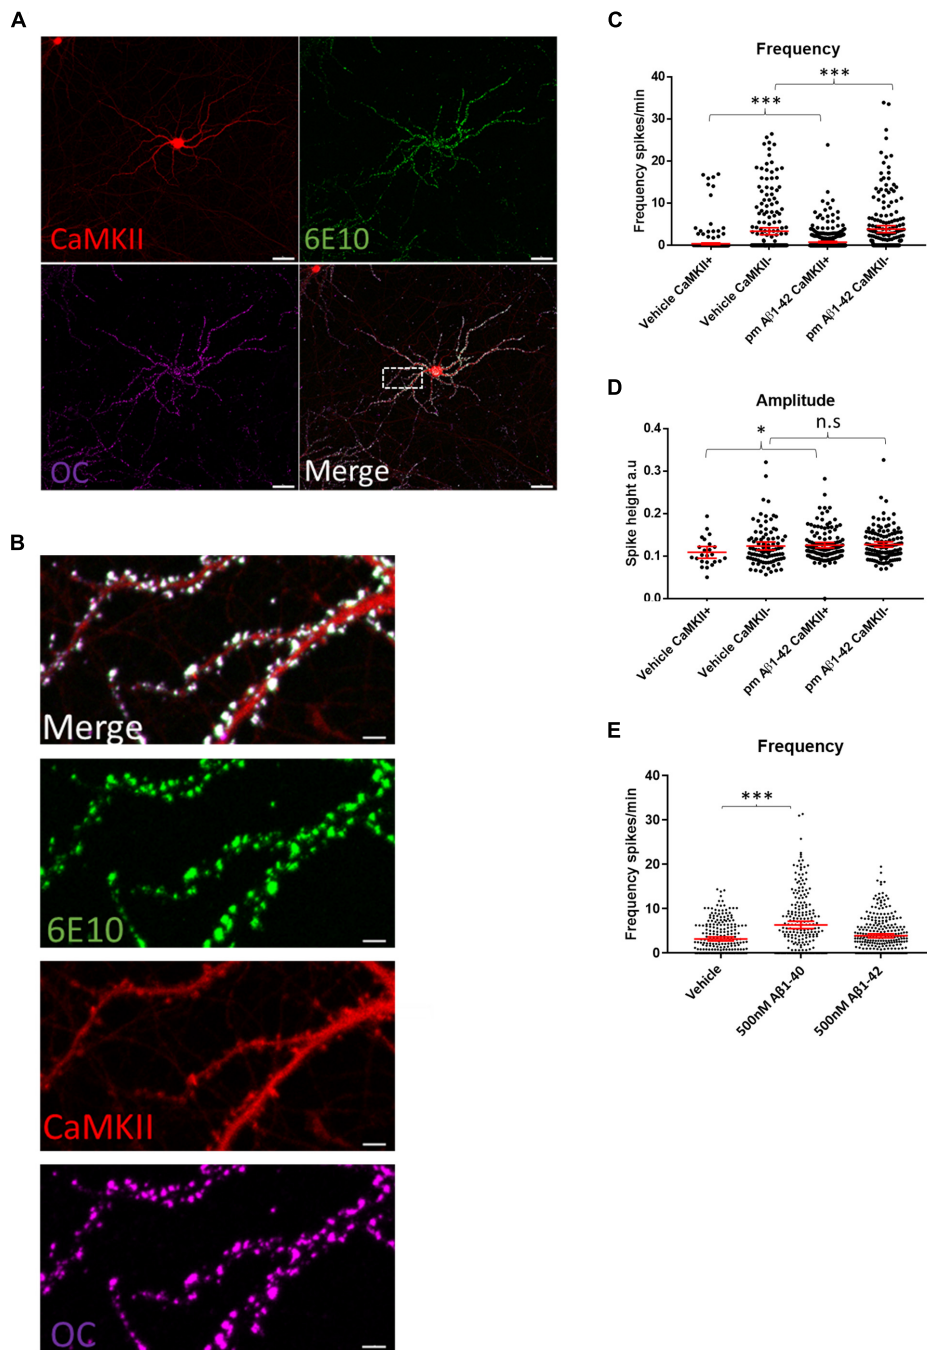 A
CaMKII
6E10
OC
Merge
B
Merge
6E10
CaMKII
OC
C
Frequency
Frequency spikes/min
40
30
20
10
0
***
***
Vehicle CaMKII+
Vehicle CaMKII-
pm Aβ1-42 CaMKII+
pm Aβ1-42 CaMKII-
D
Amplitude
Spike height a.u
0.4
0.3
0.2
0.1
0.0
*
n.s
Vehicle CaMKII+
Vehicle CaMKII-
pm Aβ1-42 CaMKII+
pm Aβ1-42 CaMKII-
E
Frequency
Frequency spikes/min
40
30
20
10
0
***
Vehicle
500nM Aβ1-40
500nM Aβ1-42